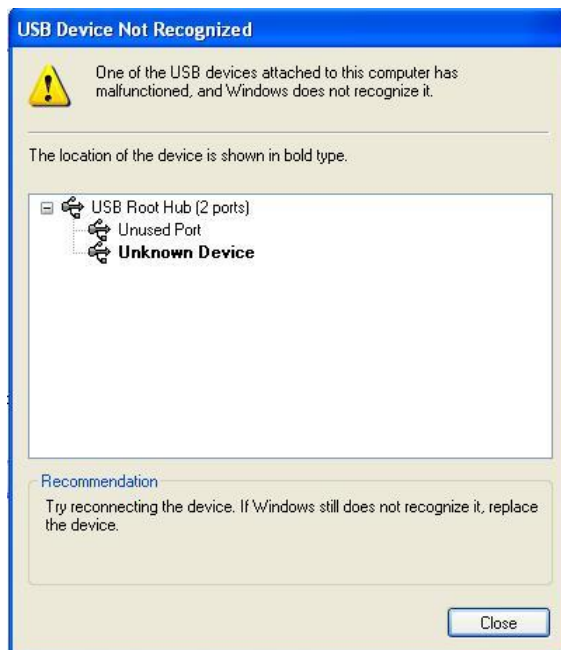 USB Device Not Recognized
One of the USB devices attached to this computer has
malfunctioned, and Windows does not recognize it.
The location of the device is shown in bold type.
USB Root Hub (2 ports)
Unused Port
Unknown Device
Recommendation
Try reconnecting the device. If Windows still does not recognize it, replace
the device.
Close